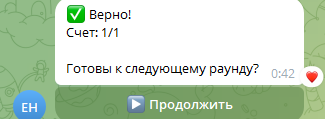 ✅ Верно!
Счет: 1/1
Готовы к следующему раунду?
0:42 ❤️
ЕН
▶️ Продолжить